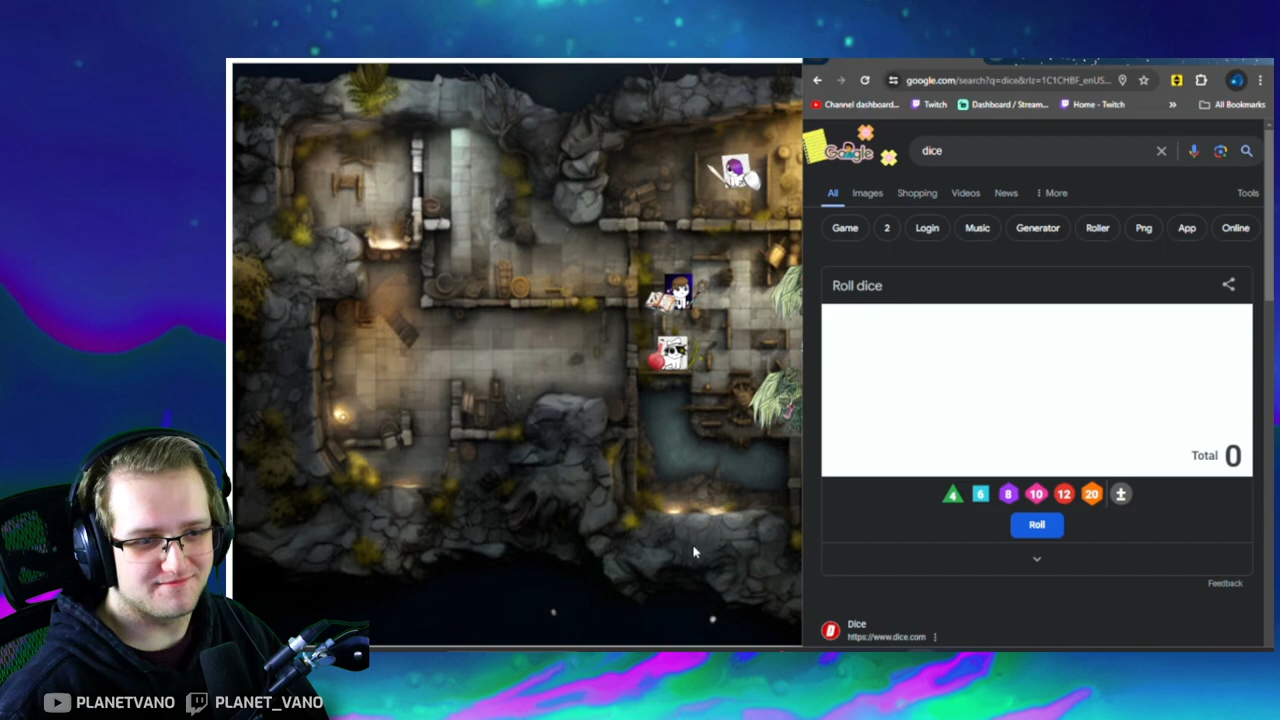 google.com/search?q=dice&rlz=1C1CHBF_enUS...
Channel dashboard...
Twitch
Dashboard / Stream...
Home - Twitch
»
All Bookmarks
Google
dice
All
Images
Shopping
Videos
News
More
Tools
Game
2
Login
Music
Generator
Roller
Png
App
Online
Roll dice
Total 0
4 6 8 10 12 20 ±
Roll
Feedback
Dice
https://www.dice.com
PLANETVANO
PLANET_VANO